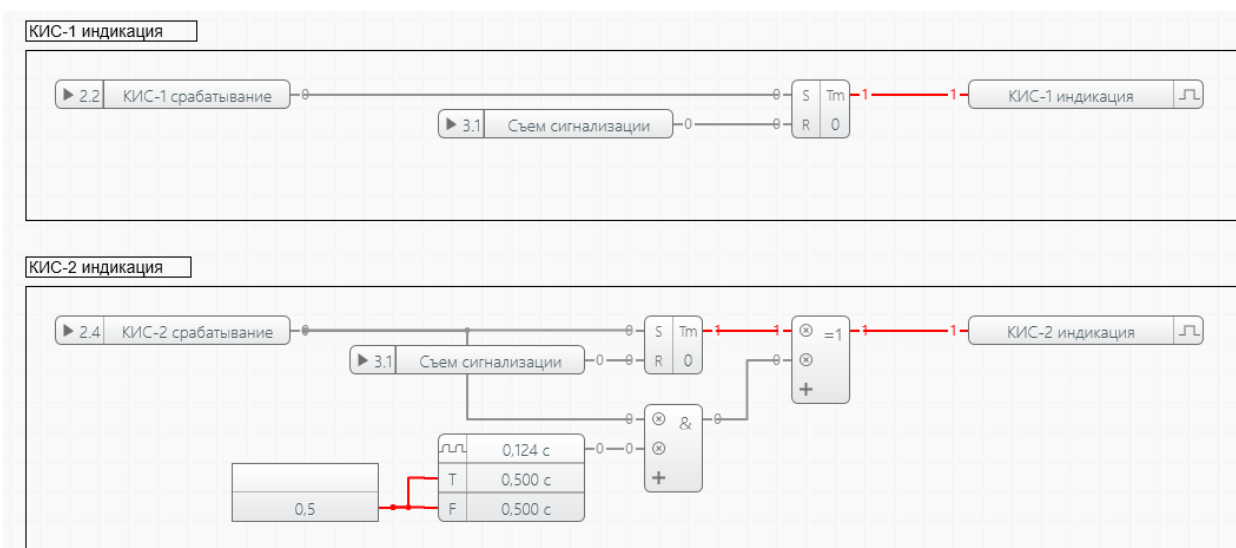 КИС-1 индикация
2.2 КИС-1 срабатывание 0 0 S Tm 1 1 КИС-1 индикация
3.1 Съем сигнализации 0 0 R 0
КИС-2 индикация
2.4 КИС-2 срабатывание 0 0 S Tm 1 1 =1 1 1 КИС-2 индикация
3.1 Съем сигнализации 0 0 R 0 0
0 & 0
0,124 с 0 0
T 0,500 с
0,5 F 0,500 с